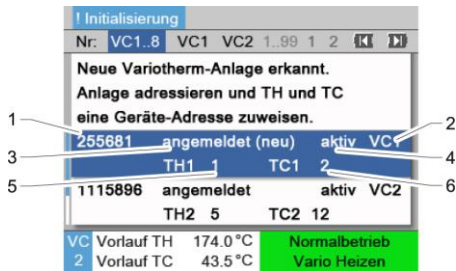 ! Initialisierung
Nr: VC1..8 VC1 VC2 1..99 1 2
Neue Variotherm-Anlage erkannt.
Anlage adressieren und TH und TC
eine Geräte-Adresse zuweisen.
1
2
255681 angemeldet (neu) aktiv VC1
3
4
TH1 1 TC1 2
5
6
1115896 angemeldet aktiv VC2
TH2 5 TC2 12
VC Vorlauf TH 174.0°C Normalbetrieb
2 Vorlauf TC 43.5°C Vario Heizen